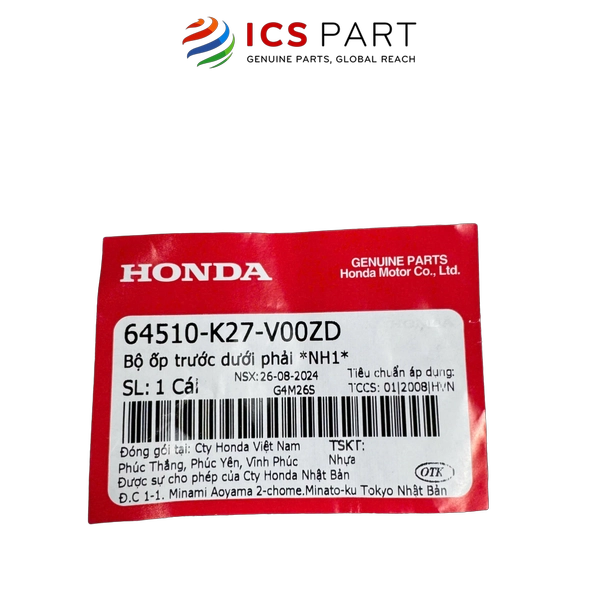 ICS PART
GENUINE PARTS, GLOBAL REACH
HONDA
GENUINE PARTS
Honda Motor Co., Ltd.
64510-K27-V00ZD
Bộ ốp trước dưới phải *NH1*
SL: 1 Cái
NSX:26-08-2024
G4M26S
Tiêu chuẩn áp dụng:
TCCS: 01|2008|HVN
Đóng gói tại: Cty Honda Việt Nam
Phúc Thắng, Phúc Yên, Vĩnh Phúc
TSKT:
Nhựa
Được sự cho phép của Cty Honda Nhật Bản
Đ.C 1-1. Minami Aoyama 2-chome.Minato-ku Tokyo Nhật Bản
OTK